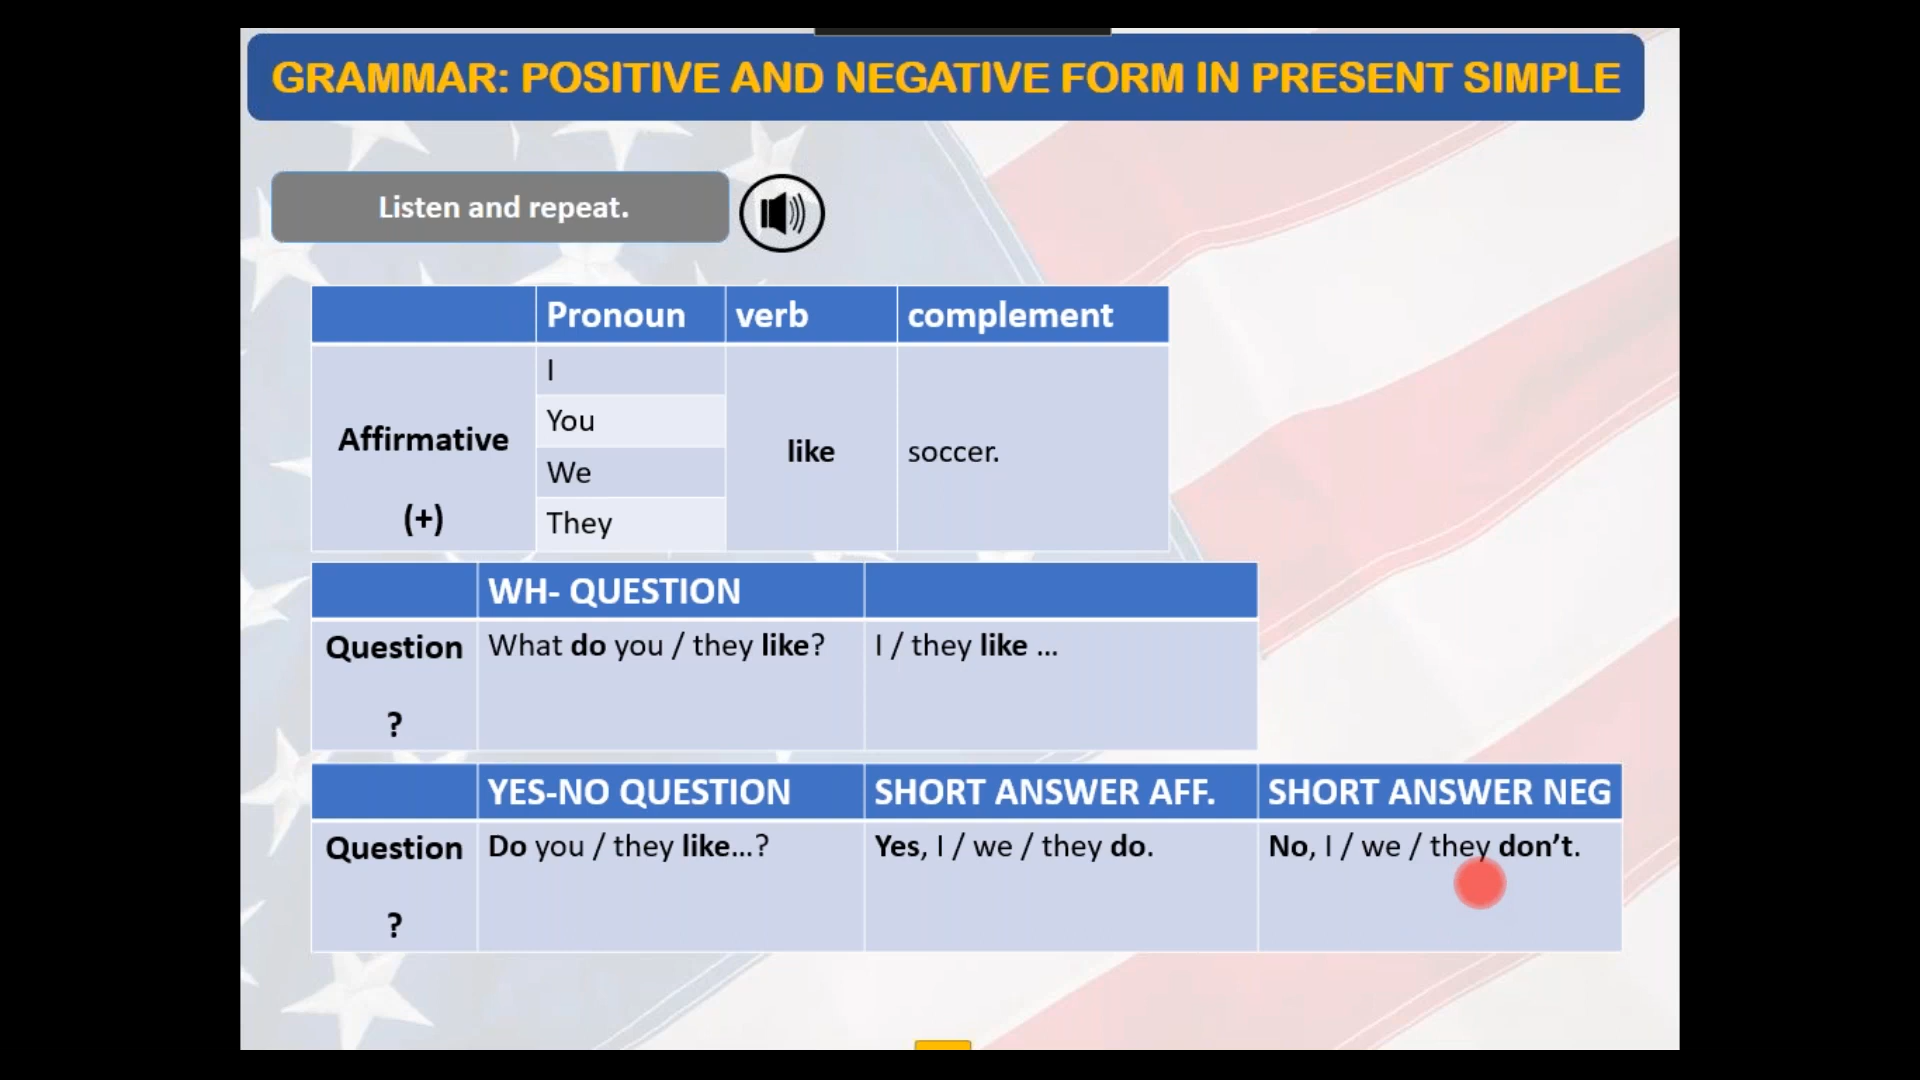 GRAMMAR: POSITIVE AND NEGATIVE FORM IN PRESENT SIMPLE
Listen and repeat.
Pronoun verb complement
Affirmative
(+)
I
You
We
They
like
soccer.
WH- QUESTION
Question
?
What do you / they like?
I / they like ...
YES-NO QUESTION SHORT ANSWER AFF. SHORT ANSWER NEG
Question
?
Do you / they like...?
Yes, I / we / they do.
No, I / we / they don’t.